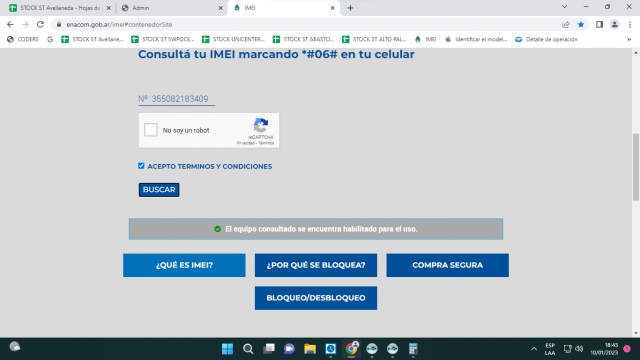 STOCK ST Avellaneda - Hojas de
Admin
IMEI
enacom.gob.ar/imei#contenedorSite
CODERS
G
STOCK ST Avellane...
STOCK ST SWPOCE...
STOCK UNICENTER...
STOCK ST ABASTO...
STOCK ST ALTO PAL...
IMEI
Identificar el model...
Detalle de operación
Consultá tu IMEI marcando *#06# en tu celular
Nº 355082183409
No soy un robot
reCAPTCHA
Privacidad - Términos
ACEPTO TERMINOS Y CONDICIONES
BUSCAR
El equipo consultado se encuentra habilitado para el uso.
¿QUÉ ES IMEI?
¿POR QUÉ SE BLOQUEA?
COMPRA SEGURA
BLOQUEO/DESBLOQUEO
ESP
LAA
18:43
10/01/2023